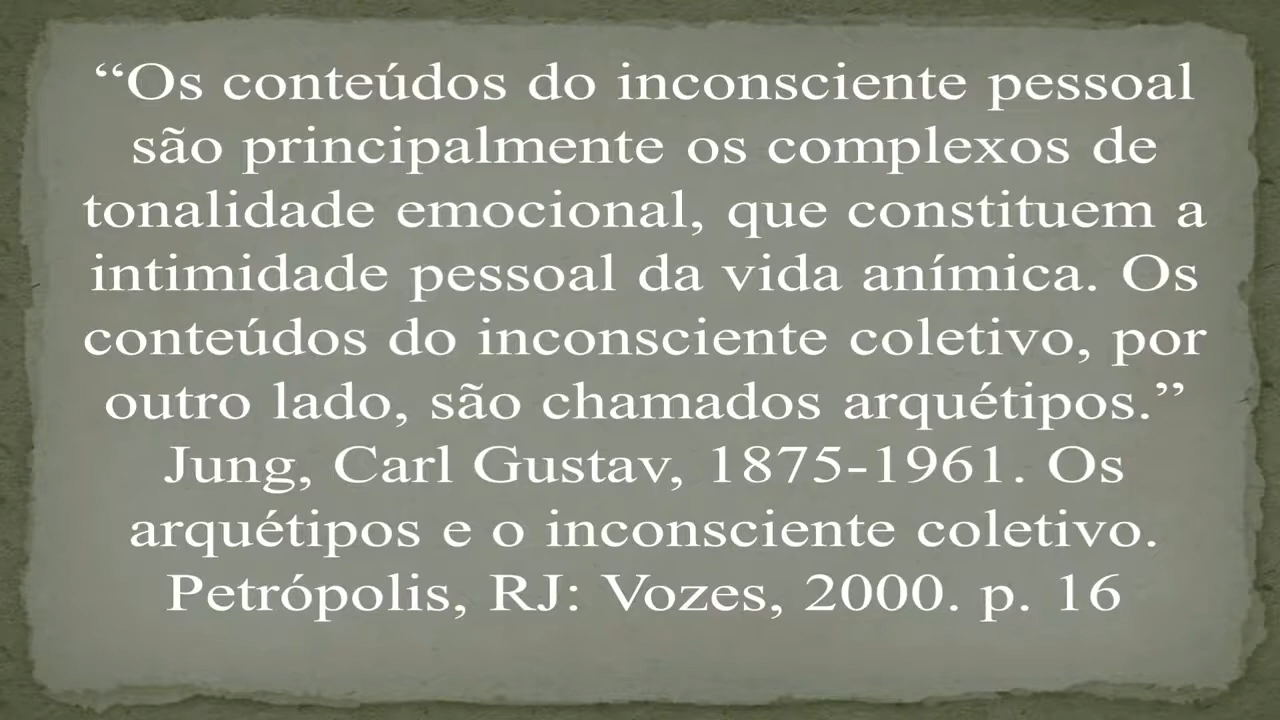 “Os conteúdos do inconsciente pessoal
são principalmente os complexos de
tonalidade emocional, que constituem a
intimidade pessoal da vida anímica. Os
conteúdos do inconsciente coletivo, por
outro lado, são chamados arquétipos.”
Jung, Carl Gustav, 1875-1961. Os
arquétipos e o inconsciente coletivo.
Petrópolis, RJ: Vozes, 2000. p. 16